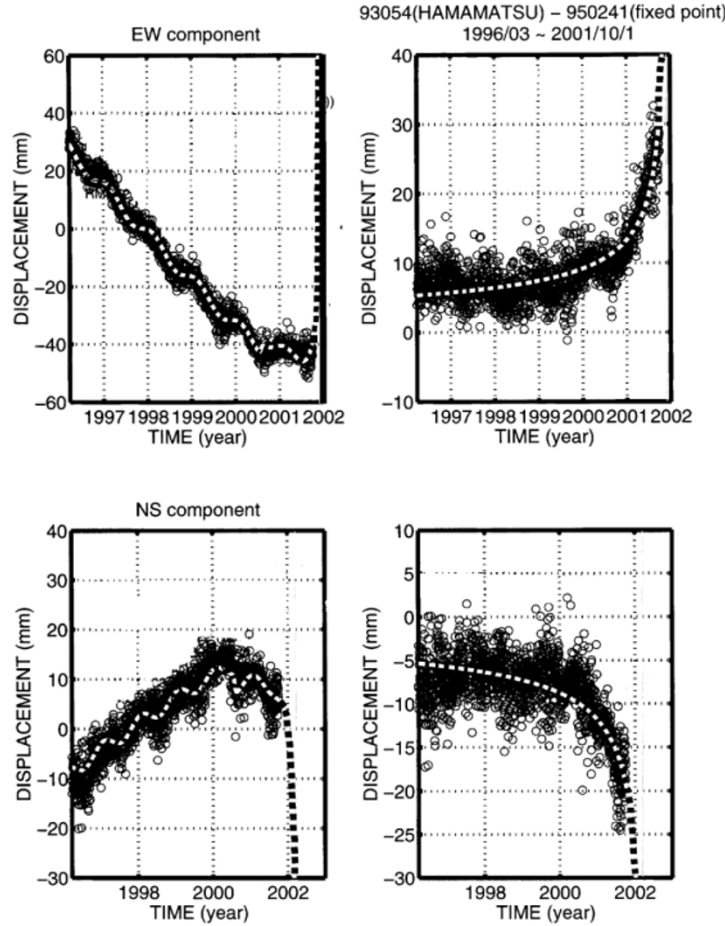 93054(HAMAMATSU) – 950241(fixed point)
EW component
1996/03 ~ 2001/10/1
60
40
20
0
−20
−40
−60
DISPLACEMENT (mm)
))
1997 1998 1999 2000 2001 2002
TIME (year)
40
30
20
10
0
−10
DISPLACEMENT (mm)
1997 1998 1999 2000 2001 2002
TIME (year)
NS component
40
30
20
10
0
−10
−20
−30
DISPLACEMENT (mm)
1998 2000 2002
TIME (year)
10
5
0
−5
−10
−15
−20
−25
−30
DISPLACEMENT (mm)
1998 2000 2002
TIME (year)